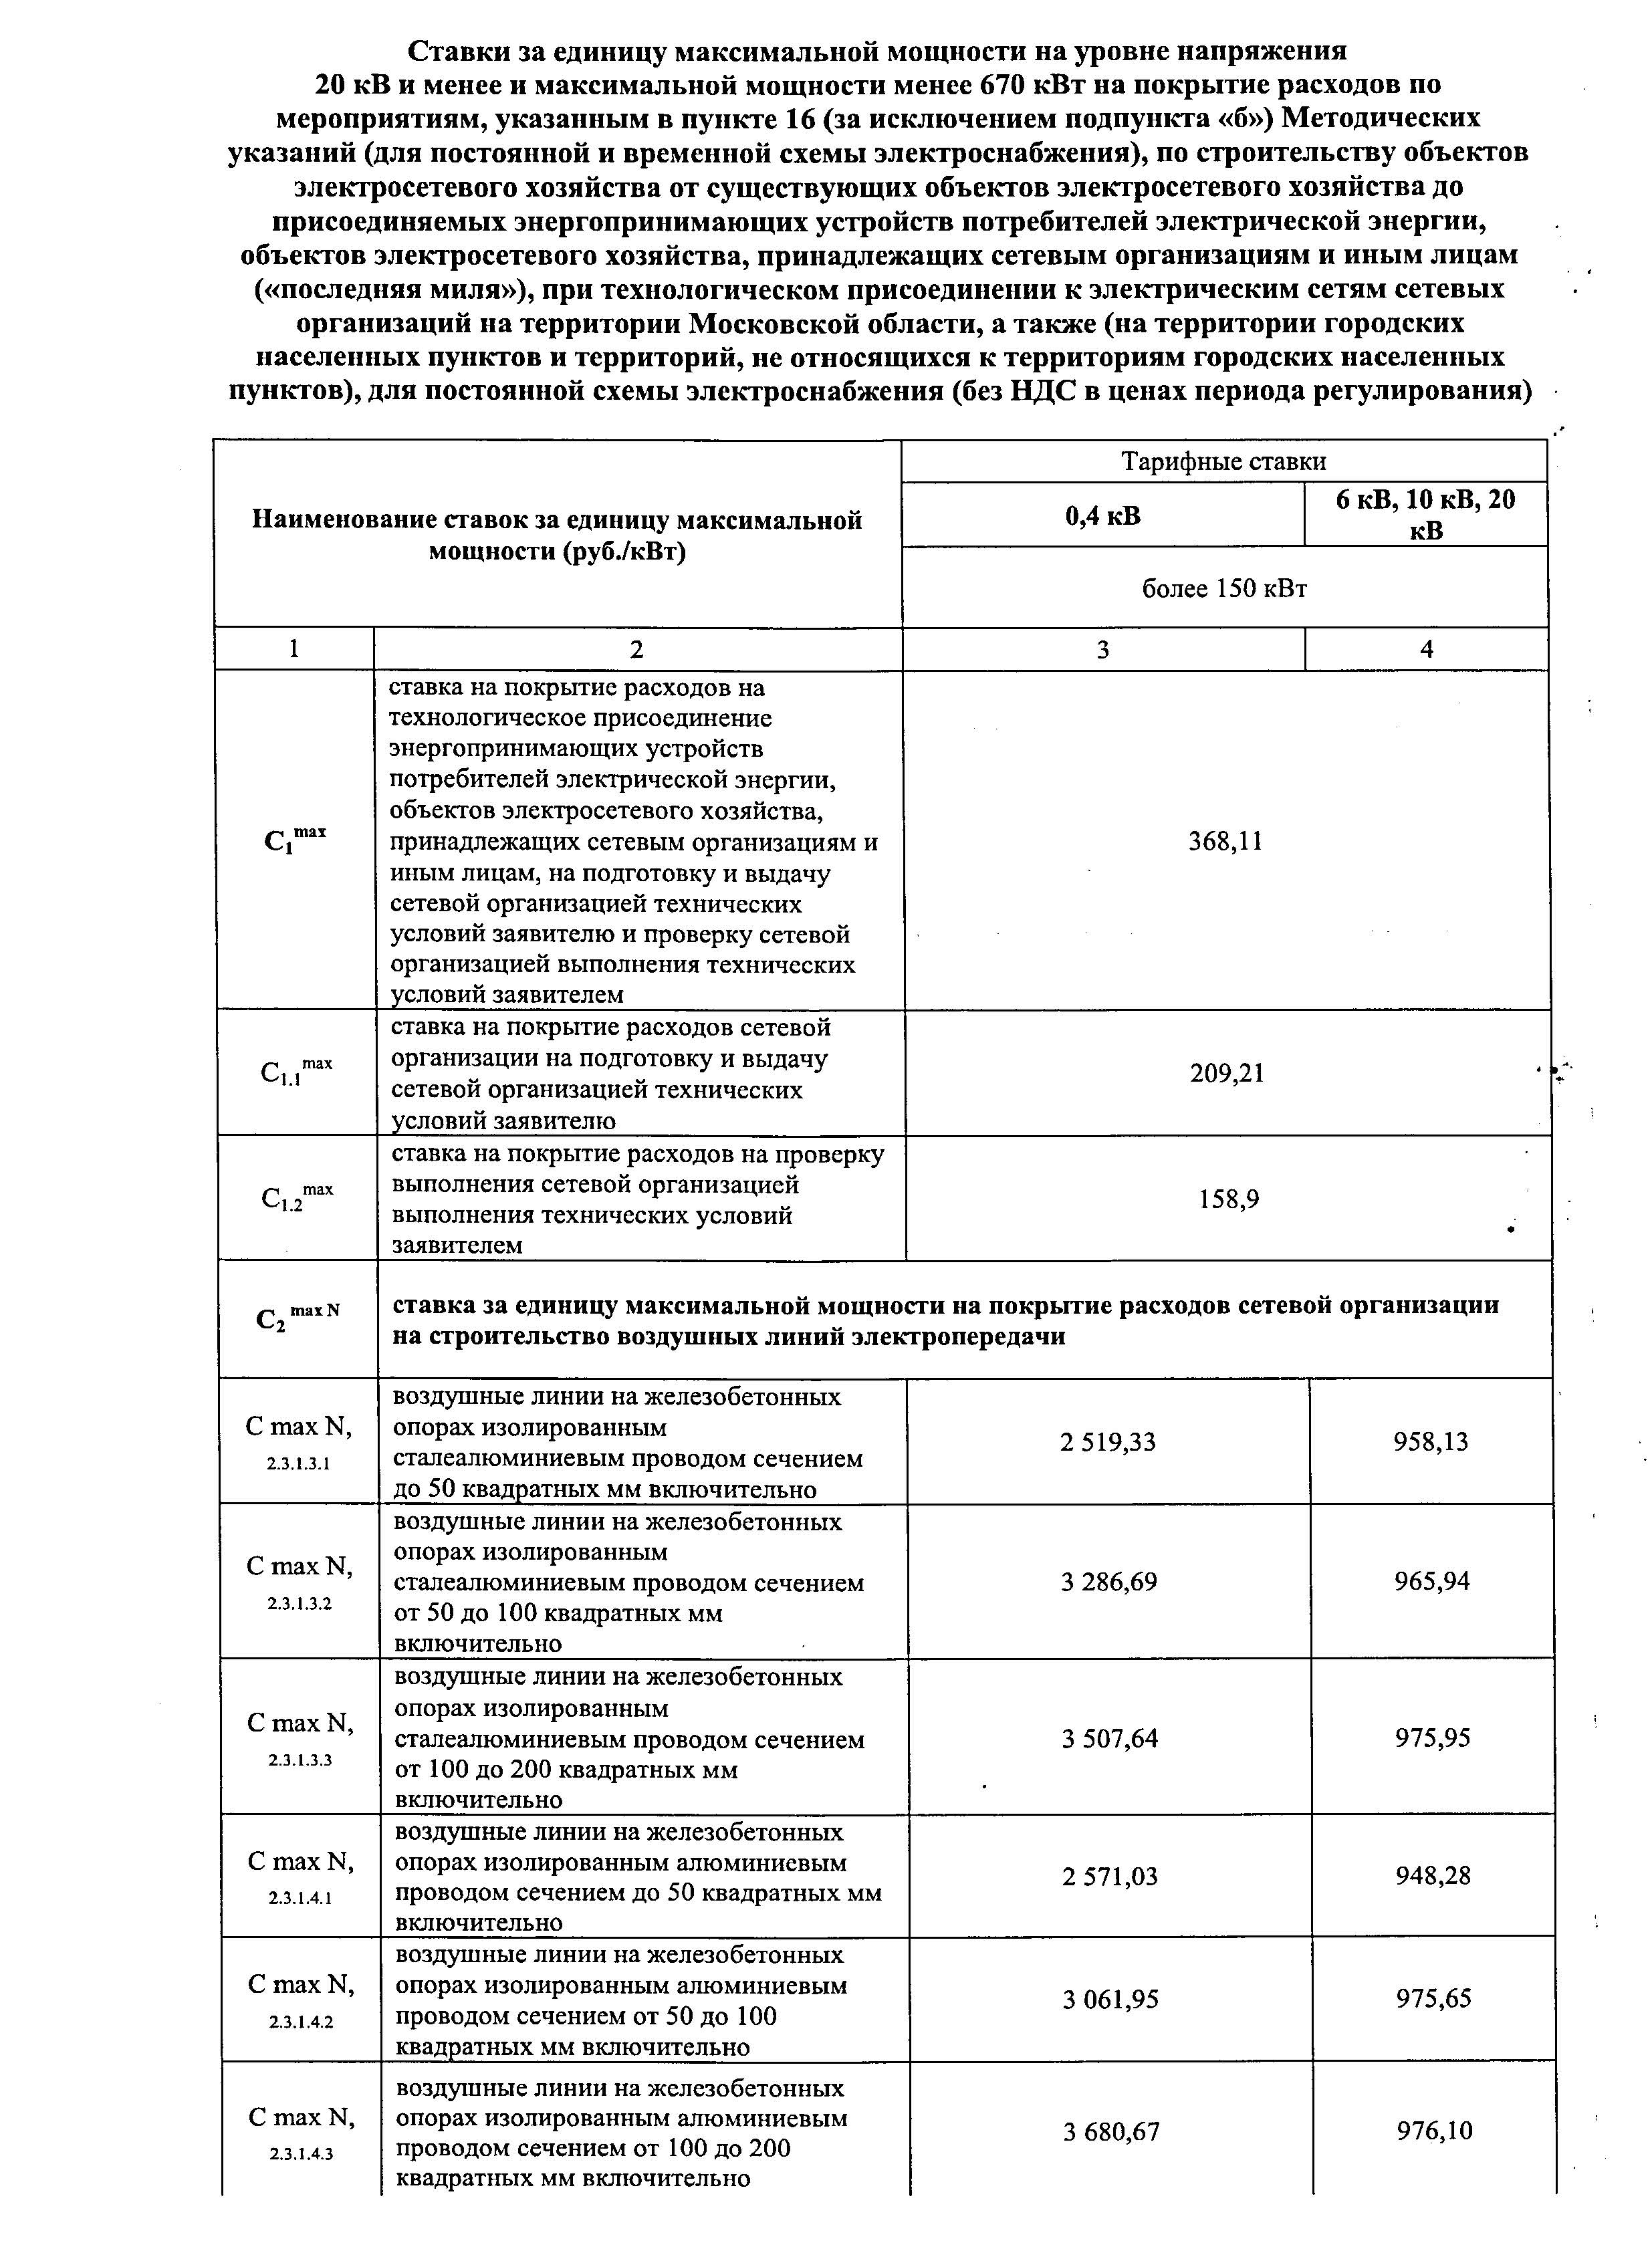 Ставки за единицу максимальной мощности на уровне напряжения
20 кВ и менее и максимальной мощности менее 670 кВт на покрытие расходов по
мероприятиям, указанным в пункте 16 (за исключением подпункта «б») Методических
указаний (для постоянной и временной схемы электроснабжения), по строительству объектов
электросетевого хозяйства от существующих объектов электросетевого хозяйства до
присоединяемых энергопринимающих устройств потребителей электрической энергии,
объектов электросетевого хозяйства, принадлежащих сетевым организациям и иным лицам
(«последняя миля»), при технологическом присоединении к электрическим сетям сетевых
организаций на территории Московской области, а также (на территории городских
населенных пунктов и территорий, не относящихся к территориям городских населенных
пунктов), для постоянной схемы электроснабжения (без НДС в ценах периода регулирования)
Наименование ставок за единицу максимальной
мощности (руб./кВт)
Тарифные ставки
0,4 кВ
6 кВ, 10 кВ, 20
кВ
более 150 кВт
1
2
3
4
C1 max
ставка на покрытие расходов на
технологическое присоединение
энергопринимающих устройств
потребителей электрической энергии,
объектов электросетевого хозяйства,
принадлежащих сетевым организациям и
иным лицам, на подготовку и выдачу
сетевой организацией технических
условий заявителю и проверку сетевой
организацией выполнения технических
условий заявителем
368,11
C1.1 max
ставка на покрытие расходов сетевой
организации на подготовку и выдачу
сетевой организацией технических
условий заявителю
209,21
C1.2 max
ставка на покрытие расходов на проверку
выполнения сетевой организацией
выполнения технических условий
заявителем
158,9
C2 max N
ставка за единицу максимальной мощности на покрытие расходов сетевой организации
на строительство воздушных линий электропередачи
C max N,
2.3.1.3.1
воздушные линии на железобетонных
опорах изолированным
сталеалюминиевым проводом сечением
до 50 квадратных мм включительно
2 519,33
958,13
C max N,
2.3.1.3.2
воздушные линии на железобетонных
опорах изолированным
сталеалюминиевым проводом сечением
от 50 до 100 квадратных мм
включительно
3 286,69
965,94
C max N,
2.3.1.3.3
воздушные линии на железобетонных
опорах изолированным
сталеалюминиевым проводом сечением
от 100 до 200 квадратных мм
включительно
3 507,64
975,95
C max N,
2.3.1.4.1
воздушные линии на железобетонных
опорах изолированным алюминиевым
проводом сечением до 50 квадратных мм
включительно
2 571,03
948,28
C max N,
2.3.1.4.2
воздушные линии на железобетонных
опорах изолированным алюминиевым
проводом сечением от 50 до 100
квадратных мм включительно
3 061,95
975,65
C max N,
2.3.1.4.3
воздушные линии на железобетонных
опорах изолированным алюминиевым
проводом сечением от 100 до 200
квадратных мм включительно
3 680,67
976,10